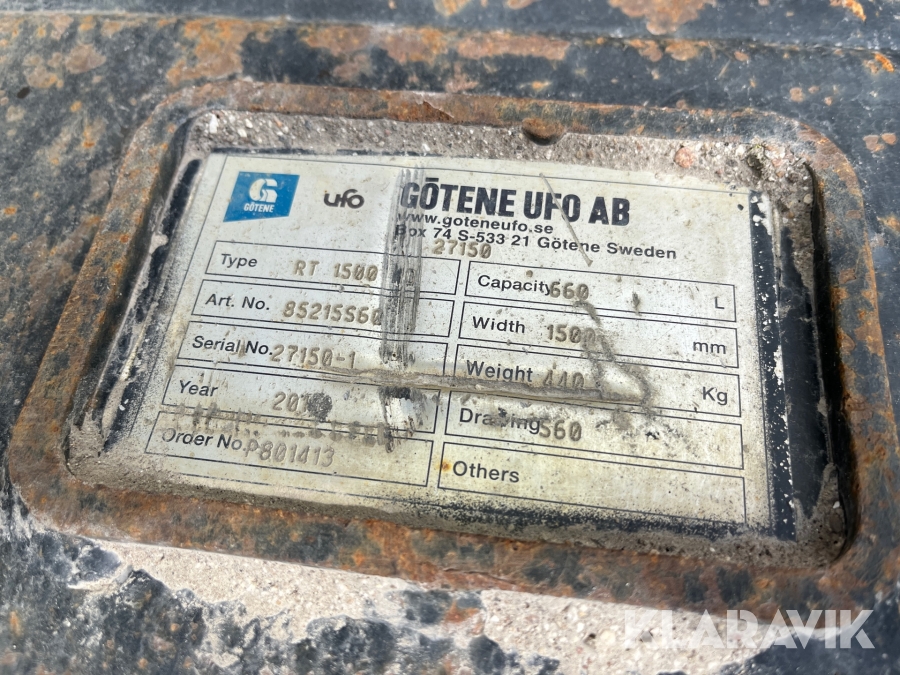 GÖTENE
ufo
GÖTENE UFO AB
www.goteneufo.se
Box 74 S-533 21 Götene Sweden
27150
Type RT 1500
Art. No. 85215S60
Serial No. 27150-1
Year
Order No. P801413
Capacity 660 L
Width 1500 mm
Weight 440 Kg
Drawing S60
Others
KLARAVIK